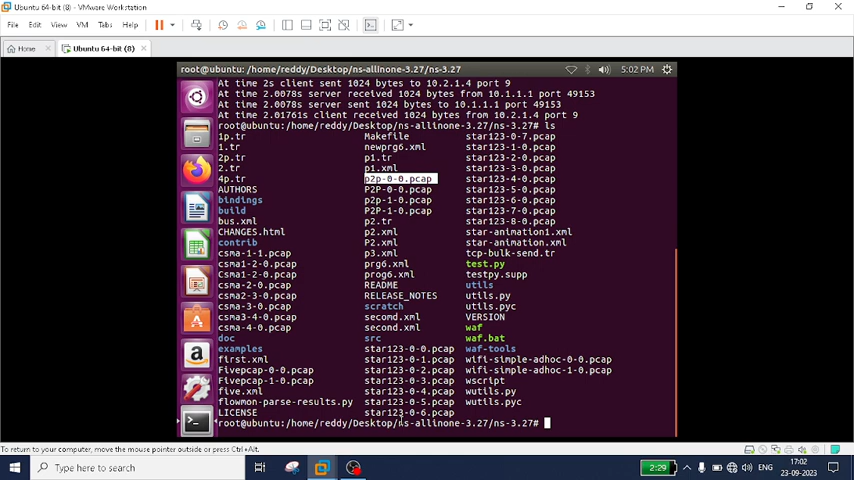 Ubuntu 64-bit (8) - VMware Workstation
File Edit View VM Tabs Help
Home Ubuntu 64-bit (8)
root@ubuntu: /home/reddy/Desktop/ns-allinone-3.27/ns-3.27 5:02 PM
At time 2s client sent 1024 bytes to 10.2.1.4 port 9
At time 2.0078s server received 1024 bytes from 10.1.1.1 port 49153
At time 2.0078s server sent 1024 bytes to 10.1.1.1 port 49153
At time 2.01761s client received 1024 bytes from 10.2.1.4 port 9
root@ubuntu:/home/reddy/Desktop/ns-allinone-3.27/ns-3.27# ls
1p.tr Makefile star123-0-7.pcap
1.tr newprg6.xml star123-1-0.pcap
2p.tr p1.tr star123-2-0.pcap
2.tr p1.xml star123-3-0.pcap
4p.tr p2p-0-0.pcap star123-4-0.pcap
AUTHORS P2P-0-0.pcap star123-5-0.pcap
bindings p2p-1-0.pcap star123-6-0.pcap
build P2P-1-0.pcap star123-7-0.pcap
bus.xml p2.tr star123-8-0.pcap
CHANGES.html p2.xml star-animation1.xml
contrib P2.xml star-animation.xml
csma-1-1.pcap p3.xml tcp-bulk-send.tr
csma1-2-0.pcap prg6.xml test.py
csma-1-2-0.pcap prog6.xml testpy.supp
csma-2-0.pcap README utils
csma2-3-0.pcap RELEASE_NOTES utils.py
csma-3-0.pcap scratch utils.pyc
csma3-4-0.pcap secomd.xml VERSION
csma-4-0.pcap second.xml waf
doc src waf.bat
examples star123-0-0.pcap waf-tools
first.xml star123-0-1.pcap wifi-simple-adhoc-0-0.pcap
Fivepcap-0-0.pcap star123-0-2.pcap wifi-simple-adhoc-1-0.pcap
Fivepcap-1-0.pcap star123-0-3.pcap wscript
five.xml star123-0-4.pcap wutils.py
flowmon-parse-results.py star123-0-5.pcap wutils.pyc
LICENSE star123-0-6.pcap
root@ubuntu:/home/reddy/Desktop/ns-allinone-3.27/ns-3.27#
To return to your computer, move the mouse pointer outside or press Ctrl+Alt.
Type here to search 2:29 ENG 17:02
23-09-2023